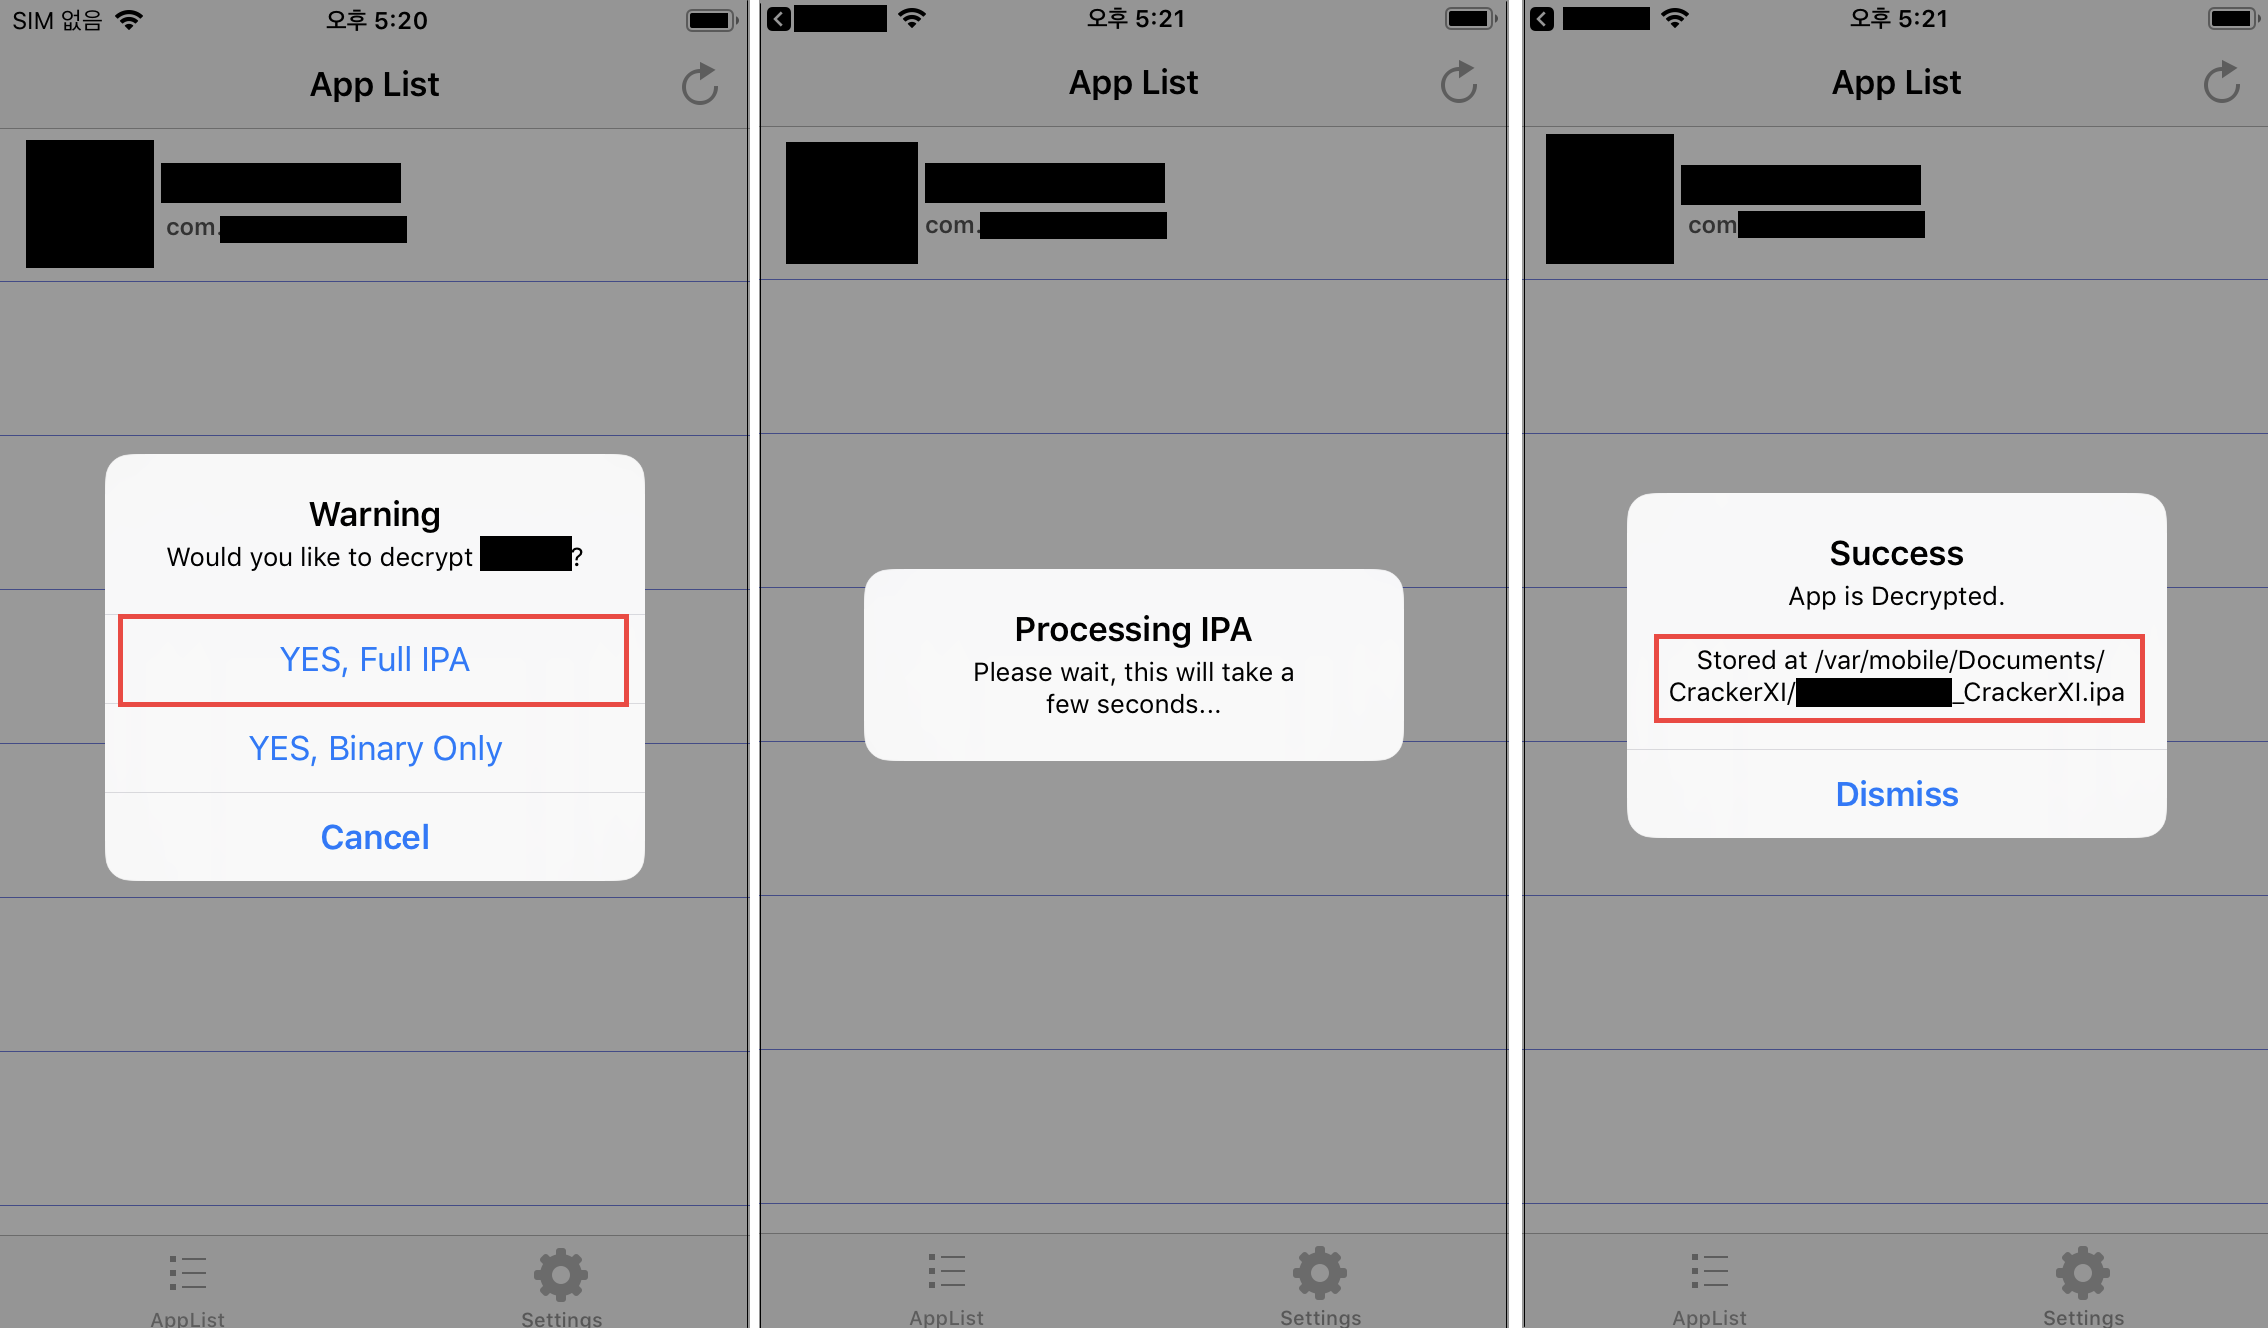 SIM 없음
오후 5:20
App List
com.
Warning
Would you like to decrypt ?
YES, Full IPA
YES, Binary Only
Cancel
AppList
Settings
오후 5:21
App List
com.
Processing IPA
Please wait, this will take a
few seconds...
AppList
Settings
오후 5:21
App List
com
Success
App is Decrypted.
Stored at /var/mobile/Documents/
CrackerXI/ _CrackerXI.ipa
Dismiss
AppList
Settings